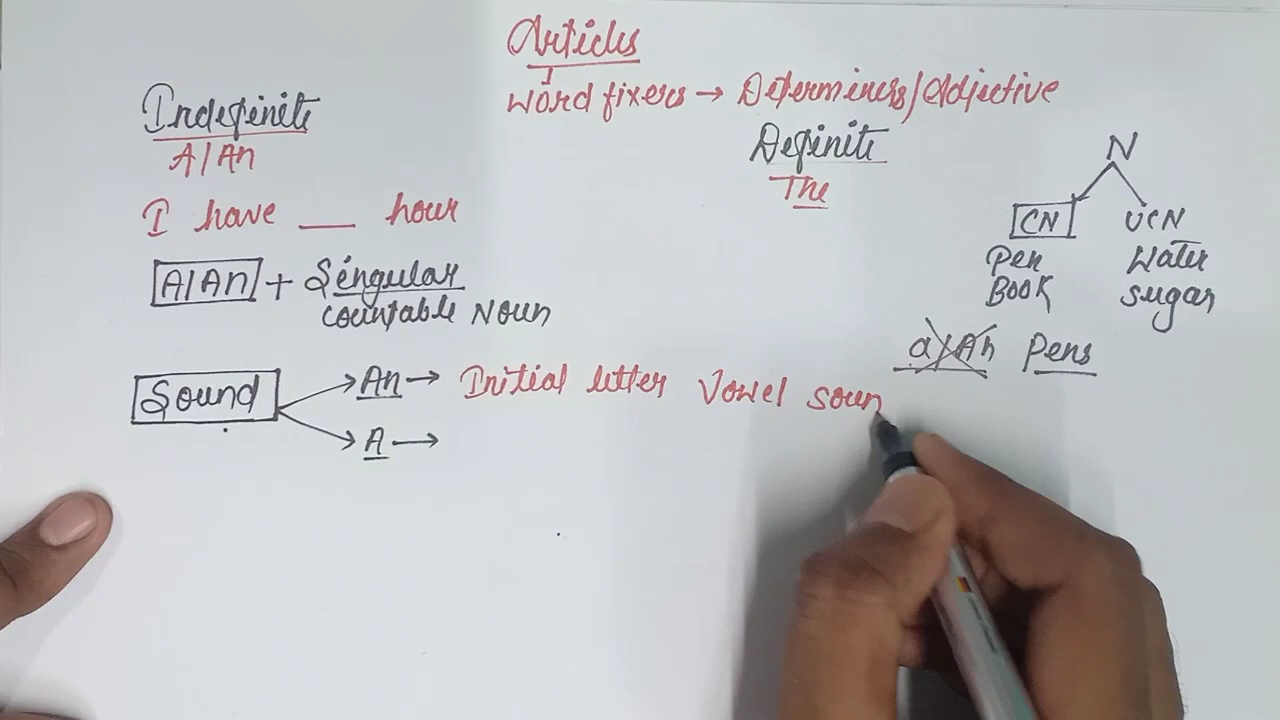 Articles
Word fixers → Determiners/Adjective
Indefinite
A/An
Definite
The
I have ___ hour
A/An + Singular
countable Noun
N
CN UCN
Pen Water
Book Sugar
a/An Pens
Sound
An → Initial letter Vowel soun
A →